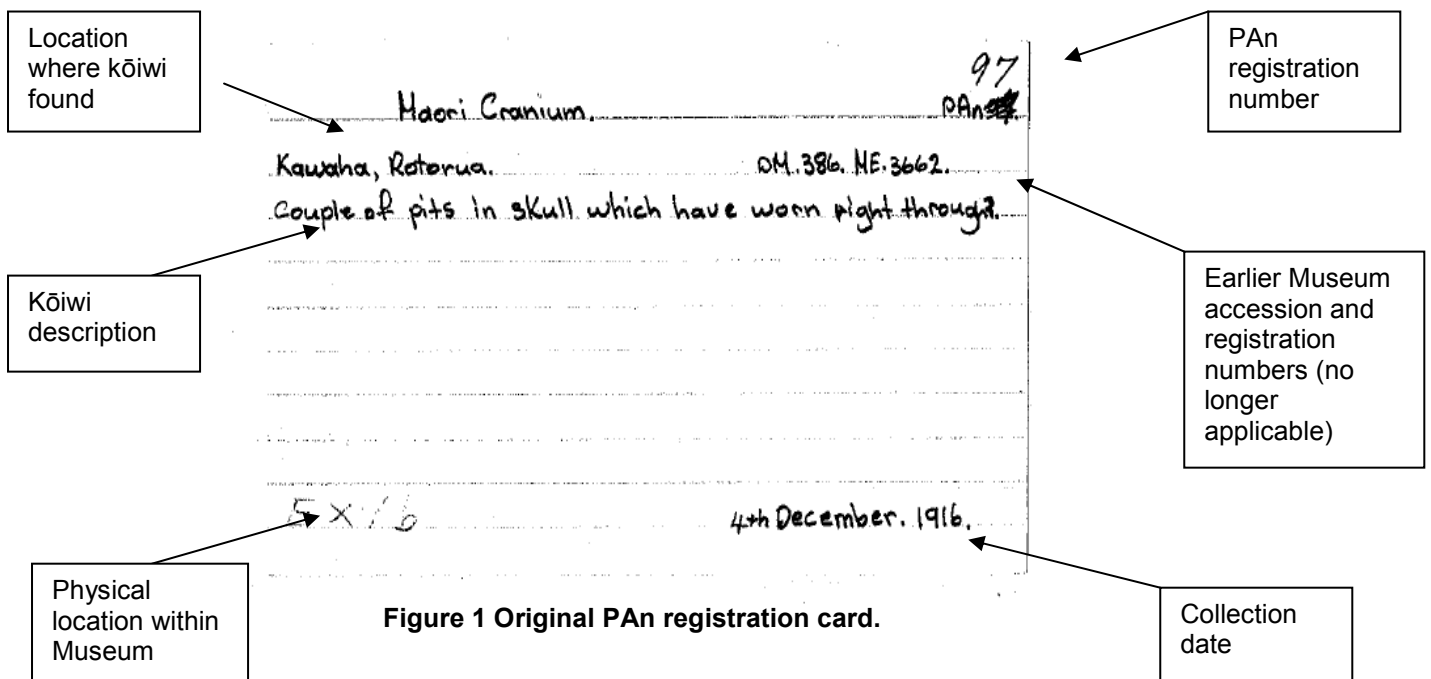 Location
where kōiwi
found
PAn
registration
number
97
Maori Cranium.
PAn
Kawaha, Rotorua.
DM.386. ME.3662.
Couple of pits in skull which have worn right through.
Kōiwi
description
Earlier Museum
accession and
registration
numbers (no
longer
applicable)
4th December. 1916.
Physical
location within
Museum
Collection
date
Figure 1 Original PAn registration card.